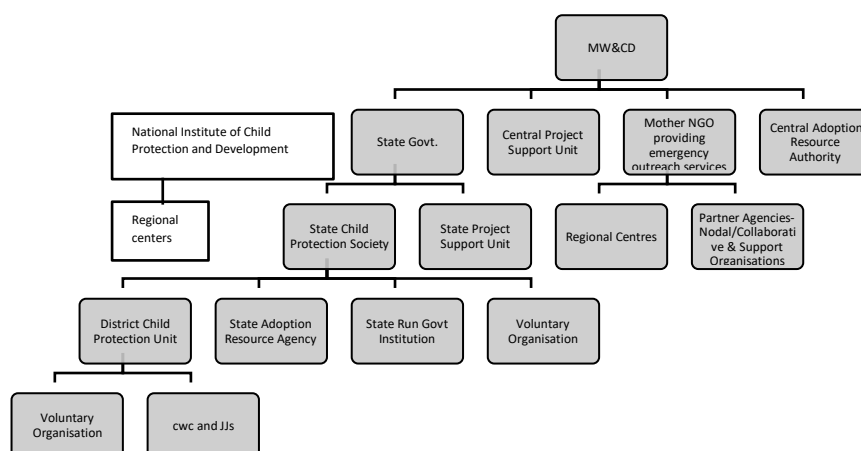 MW&CD
National Institute of Child
Protection and Development
State Govt.
Central Project
Support Unit
Mother NGO
providing
emergency
outreach services
Central Adoption
Resource
Authority
Regional
centers
State Child
Protection Society
State Project
Support Unit
Regional Centres
Partner Agencies-
Nodal/Collaborati
ve & Support
Organisations
District Child
Protection Unit
State Adoption
Resource Agency
State Run Govt
Institution
Voluntary
Organisation
Voluntary
Organisation
cwc and JJs